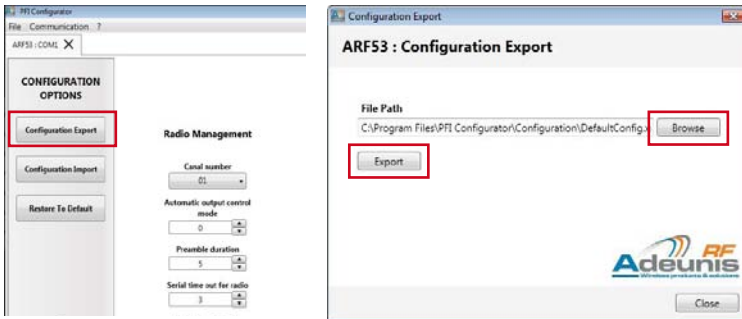 PFI Configurator
File Communication ?
ARF53 : COM1 X
CONFIGURATION
OPTIONS
Configuration Export
Configuration Import
Restore To Default
Radio Management
Canal number
01
Automatic output control
mode
0
Preamble duration
5
Serial time out for radio
3
Configuration Export
ARF53 : Configuration Export
File Path
C:\Program Files\PFI Configurator\Configuration\DefaultConfig.x
Browse
Export
Adeunis RF
Wireless products & solutions
Close